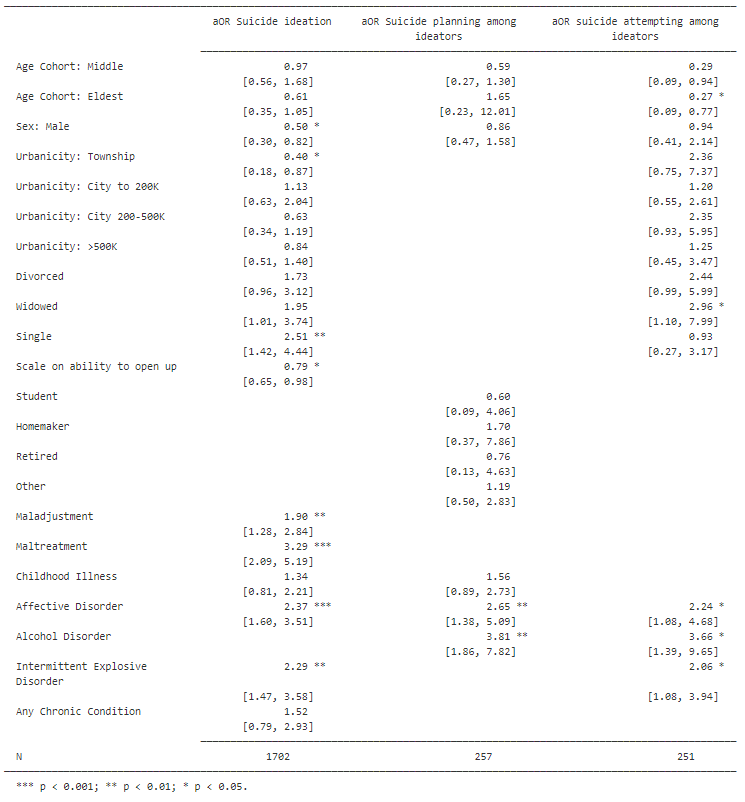 aOR Suicide ideation aOR Suicide planning among aOR suicide attempting among
ideators ideators
Age Cohort: Middle 0.97 0.59 0.29
[0.56, 1.68] [0.27, 1.30] [0.09, 0.94]
Age Cohort: Eldest 0.61 1.65 0.27 *
[0.35, 1.05] [0.23, 12.01] [0.09, 0.77]
Sex: Male 0.50 * 0.86 0.94
[0.30, 0.82] [0.47, 1.58] [0.41, 2.14]
Urbanicity: Township 0.40 * 2.36
[0.18, 0.87] [0.75, 7.37]
Urbanicity: City to 200K 1.13 1.20
[0.63, 2.04] [0.55, 2.61]
Urbanicity: City 200-500K 0.63 2.35
[0.34, 1.19] [0.93, 5.95]
Urbanicity: >500K 0.84 1.25
[0.51, 1.40] [0.45, 3.47]
Divorced 1.73 2.44
[0.96, 3.12] [0.99, 5.99]
Widowed 1.95 2.96 *
[1.01, 3.74] [1.10, 7.99]
Single 2.51 ** 0.93
[1.42, 4.44] [0.27, 3.17]
Scale on ability to open up 0.79 *
[0.65, 0.98]
Student 0.60
[0.09, 4.06]
Homemaker 1.70
[0.37, 7.86]
Retired 0.76
[0.13, 4.63]
Other 1.19
[0.50, 2.83]
Maladjustment 1.90 **
[1.28, 2.84]
Maltreatment 3.29 ***
[2.09, 5.19]
Childhood Illness 1.34 1.56
[0.81, 2.21] [0.89, 2.73]
Affective Disorder 2.37 *** 2.65 ** 2.24 *
[1.60, 3.51] [1.38, 5.09] [1.08, 4.68]
Alcohol Disorder 3.81 ** 3.66 *
[1.86, 7.82] [1.39, 9.65]
Intermittent Explosive 2.29 ** 2.06 *
Disorder
[1.47, 3.58] [1.08, 3.94]
Any Chronic Condition 1.52
[0.79, 2.93]
N 1702 257 251
*** p < 0.001; ** p < 0.01; * p < 0.05.